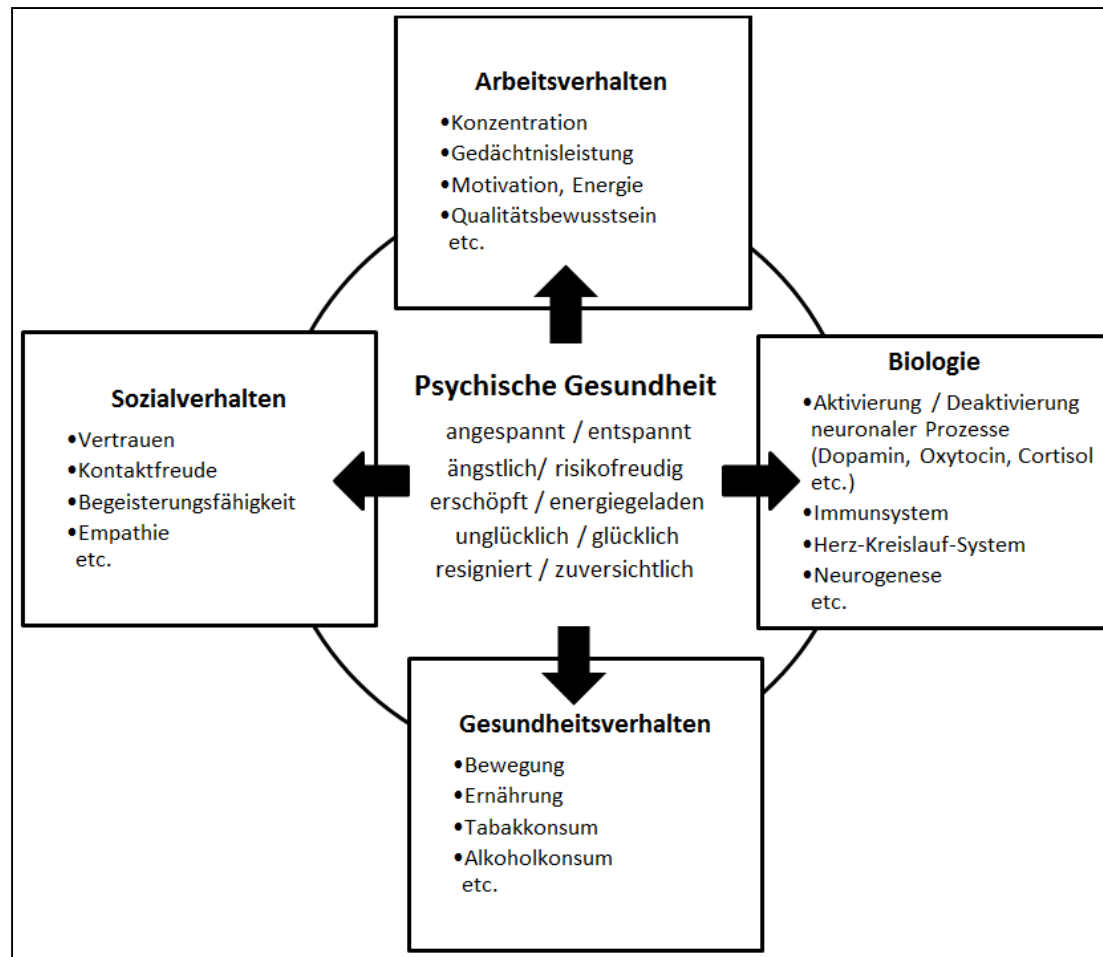 Arbeitsverhalten
•Konzentration
•Gedächtnisleistung
•Motivation, Energie
•Qualitätsbewusstsein
etc.
Sozialverhalten
•Vertrauen
•Kontaktfreude
•Begeisterungsfähigkeit
•Empathie
etc.
Psychische Gesundheit
angespannt / entspannt
ängstlich/ risikofreudig
erschöpft / energiegeladen
unglücklich / glücklich
resigniert / zuversichtlich
Biologie
•Aktivierung / Deaktivierung
neuronaler Prozesse
(Dopamin, Oxytocin, Cortisol
etc.)
•Immunsystem
•Herz-Kreislauf-System
•Neurogenese
etc.
Gesundheitsverhalten
•Bewegung
•Ernährung
•Tabakkonsum
•Alkoholkonsum
etc.